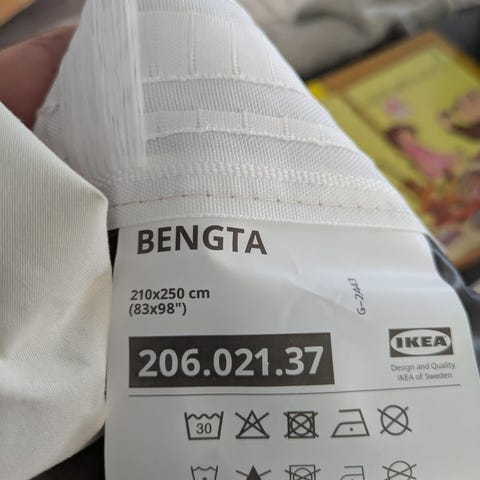 BENGTA
210x250 cm
(83x98")
G-2443
206.021.37
IKEA
Design and Quality
IKEA of Sweden
30